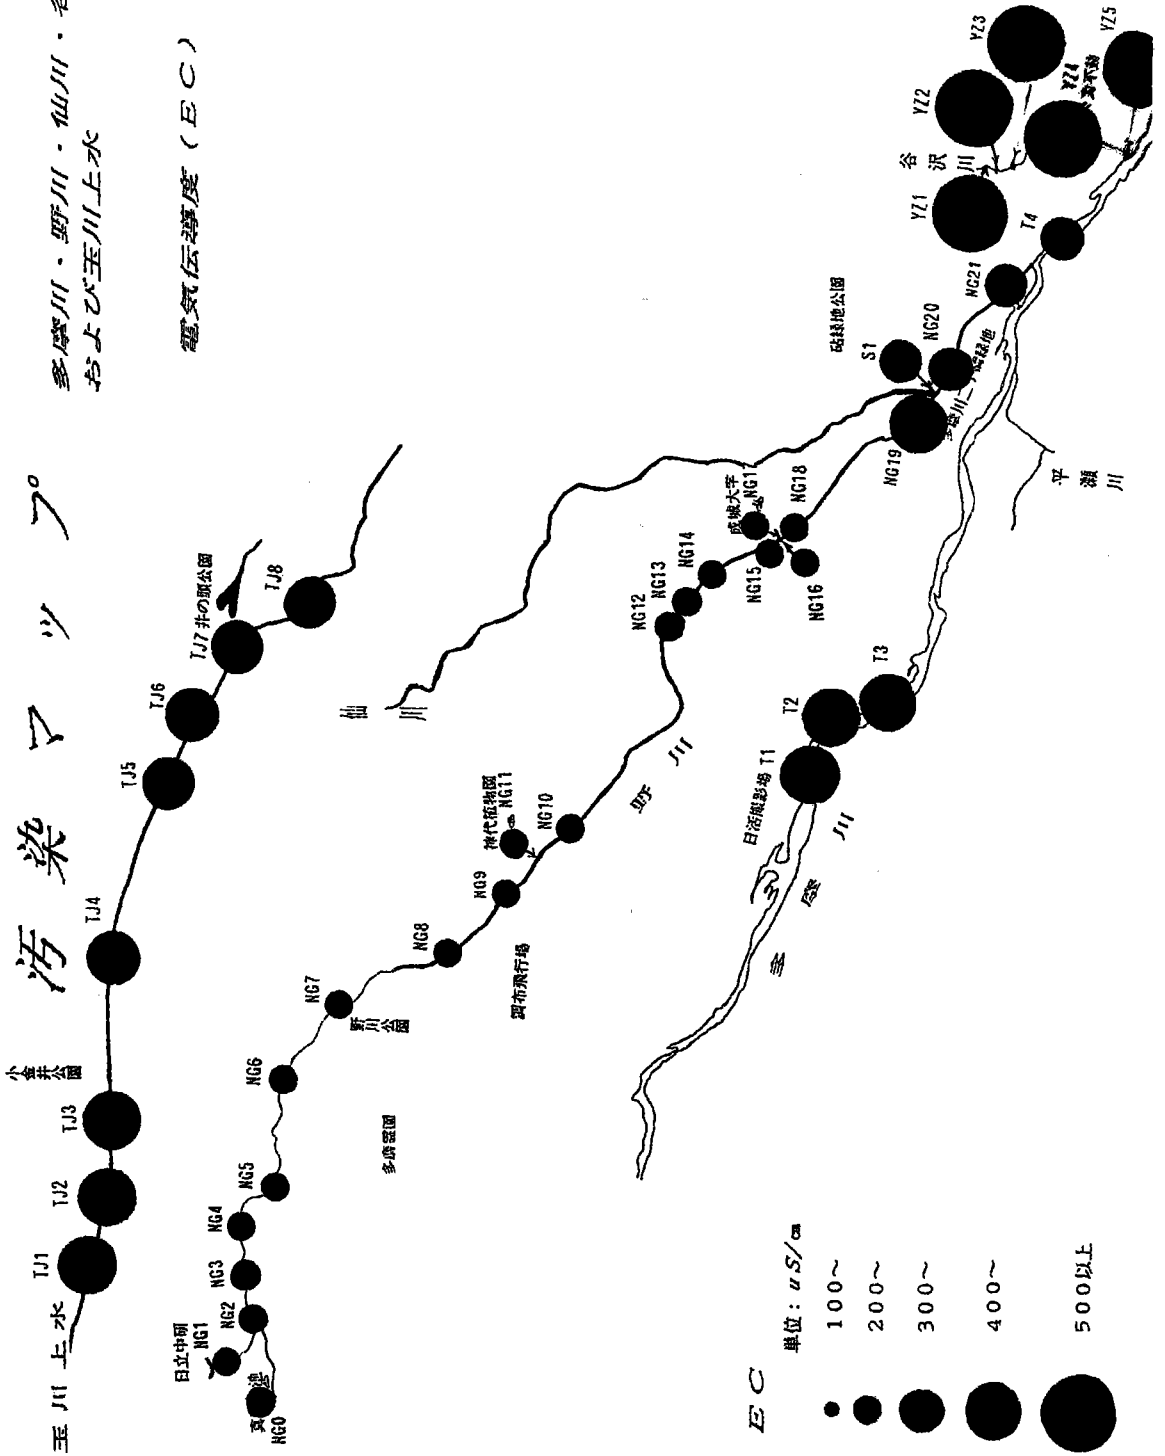 汚染マップ
多摩川・野川・仙川・
および玉川上水
電気伝導度（ＥＣ）
玉川上水
TJ1
TJ2
TJ3
小金井公園
TJ4
TJ5
TJ6
TJ7 井の頭公園
TJ8
日立中研
NG1
NG0
NG2
NG3
NG4
NG5
NG6
NG7
野川公園
多磨霊園
NG8
調布飛行場
NG9
神代植物園
NG11
NG10
野川
仙川
NG12
NG13
NG14
NG15
NG16
成城大学
NG17
NG18
NG19
S1
砧緑地公園
NG20
NG21
多摩川
日活撮影場 T1
T2
T3
T4
平瀬川
谷沢川
YZ1
YZ2
YZ3
YZ4
YZ5
ＥＣ
単位：uS/cm
100～
200～
300～
400～
500以上